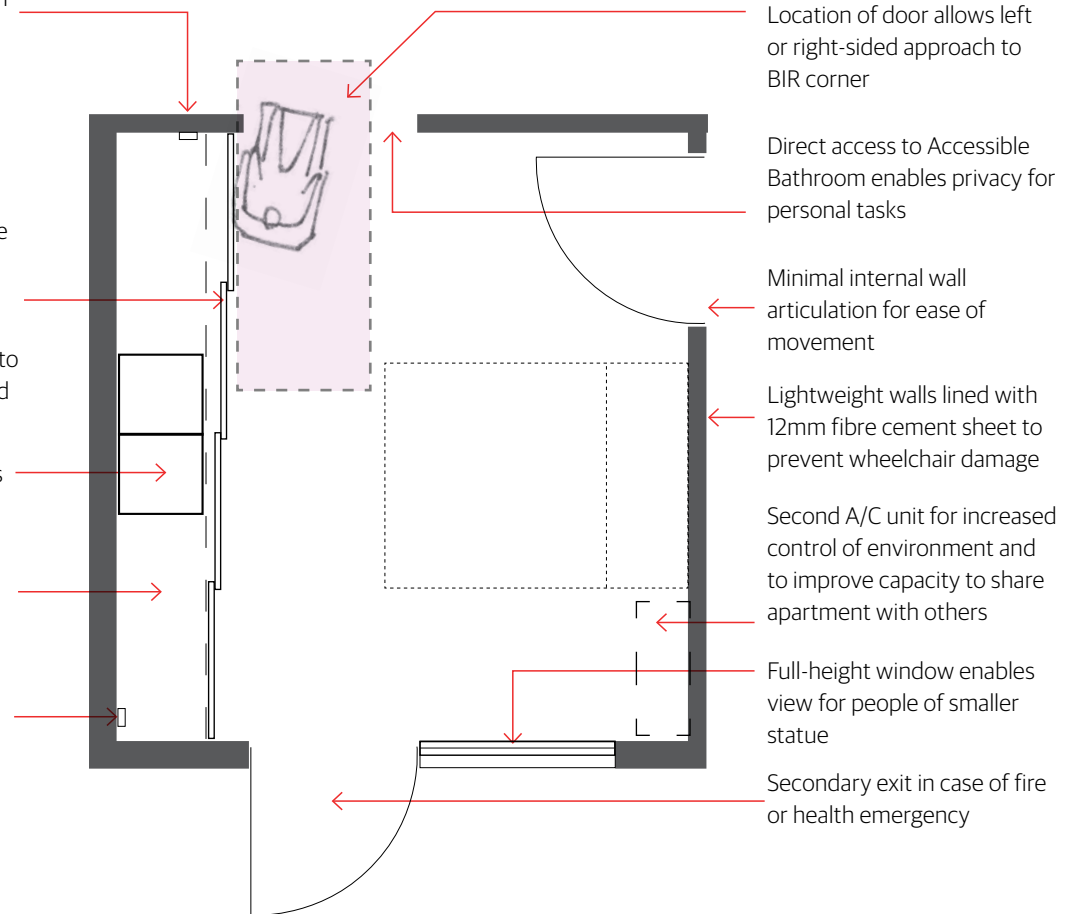 Location of door allows left
or right-sided approach to
BIR corner
Direct access to Accessible
Bathroom enables privacy for
personal tasks
Minimal internal wall
articulation for ease of
movement
to
Lightweight walls lined with
12mm fibre cement sheet to
prevent wheelchair damage
Second A/C unit for increased
control of environment and
to improve capacity to share
apartment with others
Full-height window enables
view for people of smaller
statue
Secondary exit in case of fire
or health emergency